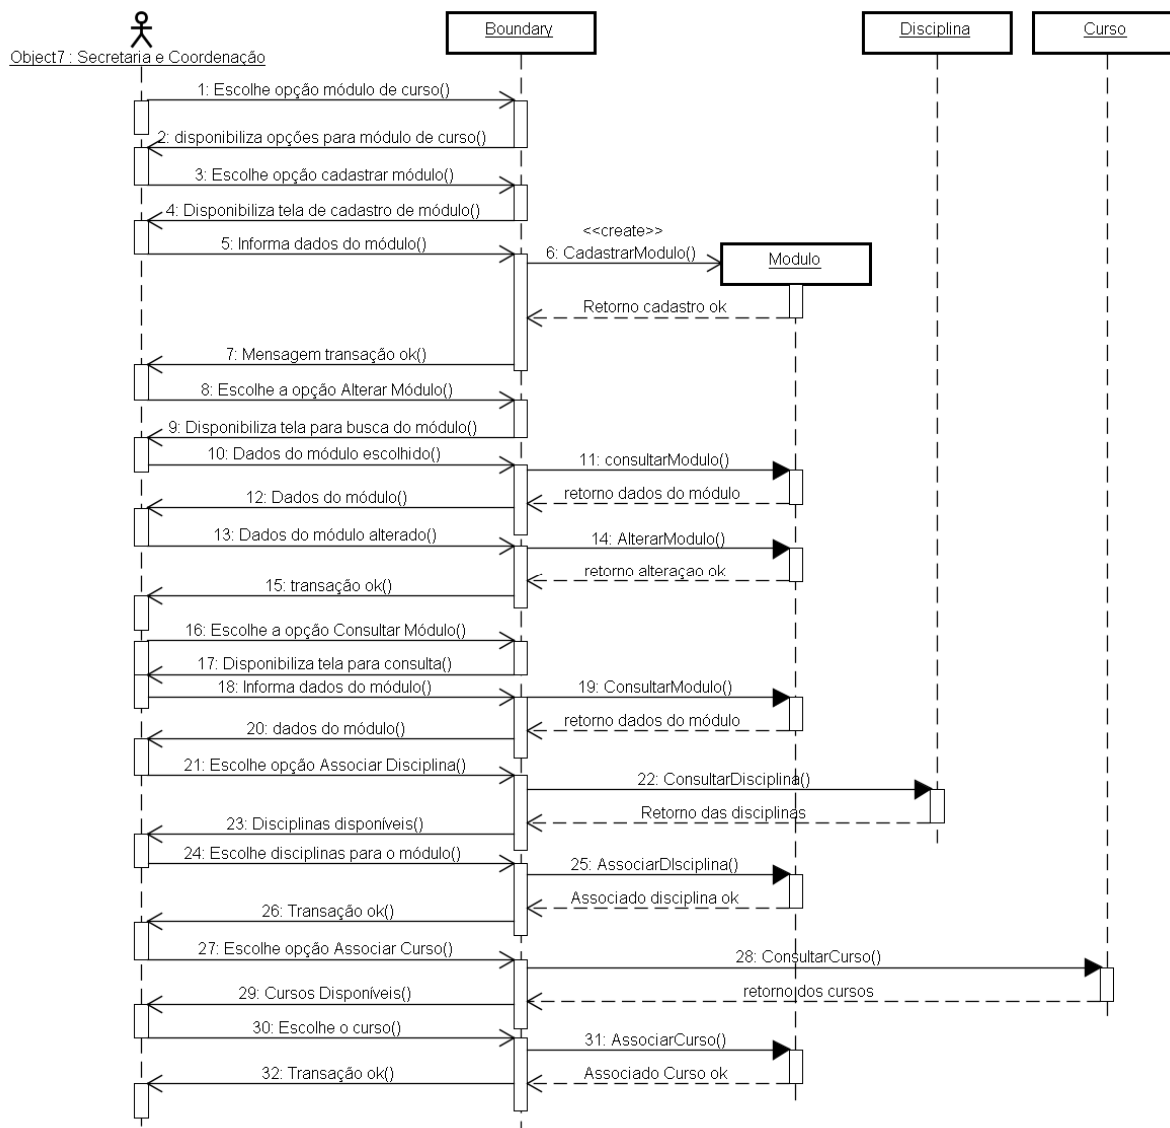 Object7 : Secretaria e Coordenação
Boundary
Disciplina
Curso
1: Escolhe opção módulo de curso()
2: disponibiliza opções para módulo de curso()
3: Escolhe opção cadastrar módulo()
4: Disponibiliza tela de cadastro de módulo()
5: Informa dados do módulo()
<<create>>
6: CadastrarModulo()
Modulo
Retorno cadastro ok
7: Mensagem transação ok()
8: Escolhe a opção Alterar Módulo()
9: Disponibiliza tela para busca do módulo()
10: Dados do módulo escolhido()
11: consultarModulo()
retorno dados do módulo
12: Dados do módulo()
13: Dados do módulo alterado()
14: AlterarModulo()
retorno alteraçao ok
15: transação ok()
16: Escolhe a opção Consultar Módulo()
17: Disponibiliza tela para consulta()
18: Informa dados do módulo()
19: ConsultarModulo()
retorno dados do módulo
20: dados do módulo()
21: Escolhe opção Associar Disciplina()
22: ConsultarDisciplina()
Retorno das disciplinas
23: Disciplinas disponíveis()
24: Escolhe disciplinas para o módulo()
25: AssociarDIsciplina()
Associado disciplina ok
26: Transação ok()
27: Escolhe opção Associar Curso()
28: ConsultarCurso()
retorno dos cursos
29: Cursos Disponíveis()
30: Escolhe o curso()
31: AssociarCurso()
Associado Curso ok
32: Transação ok()